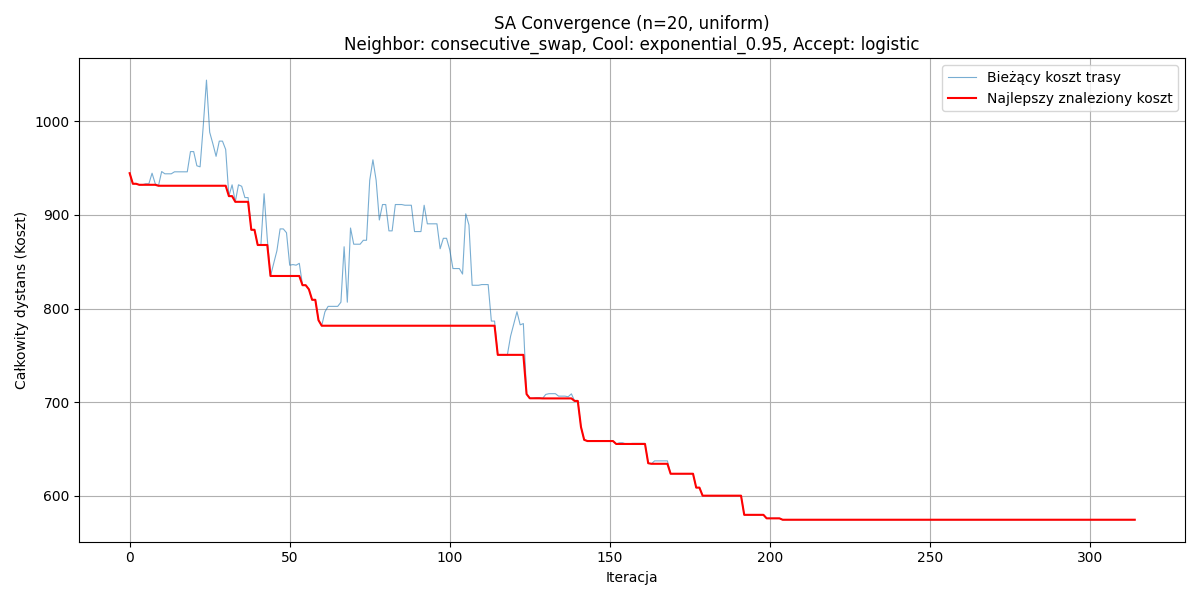 SA Convergence (n=20, uniform)
Neighbor: consecutive_swap, Cool: exponential_0.95, Accept: logistic
Bieżący koszt trasy
Najlepszy znaleziony koszt
Całkowity dystans (Koszt)
1000
900
800
700
600
0 50 100 150 200 250 300
Iteracja